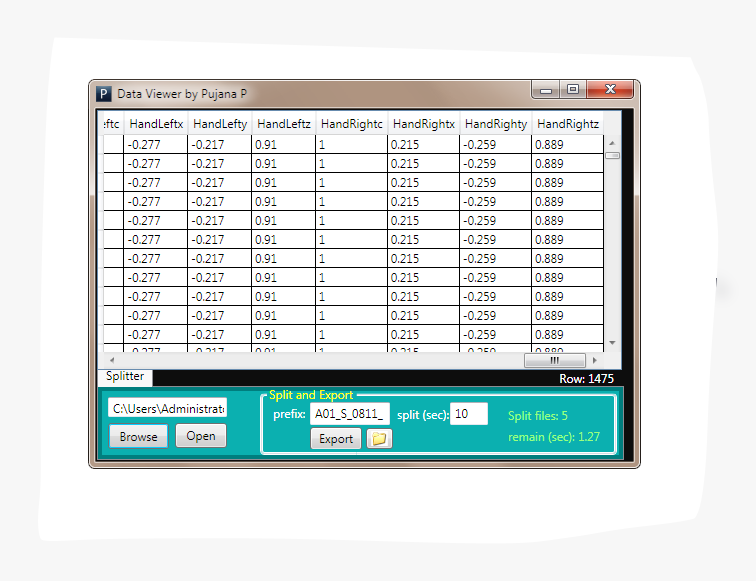 P Data Viewer by Pujana P
eftc HandLeftx HandLefty HandLeftz HandRightc HandRightx HandRighty HandRightz
-0.277 -0.217 0.91 1 0.215 -0.259 0.889
-0.277 -0.217 0.91 1 0.215 -0.259 0.889
-0.277 -0.217 0.91 1 0.215 -0.259 0.889
-0.277 -0.217 0.91 1 0.215 -0.259 0.889
-0.277 -0.217 0.91 1 0.215 -0.259 0.889
-0.277 -0.217 0.91 1 0.215 -0.259 0.889
-0.277 -0.217 0.91 1 0.215 -0.259 0.889
-0.277 -0.217 0.91 1 0.215 -0.259 0.889
-0.277 -0.217 0.91 1 0.215 -0.259 0.889
-0.277 -0.217 0.91 1 0.215 -0.259 0.889
-0.277 -0.217 0.91 1 0.215 -0.259 0.889
Splitter
Row: 1475
Split and Export
C:\Users\Administrat
prefix: A01_S_0811_ split (sec): 10 Split files: 5
Browse Open
Export
remain (sec): 1.27